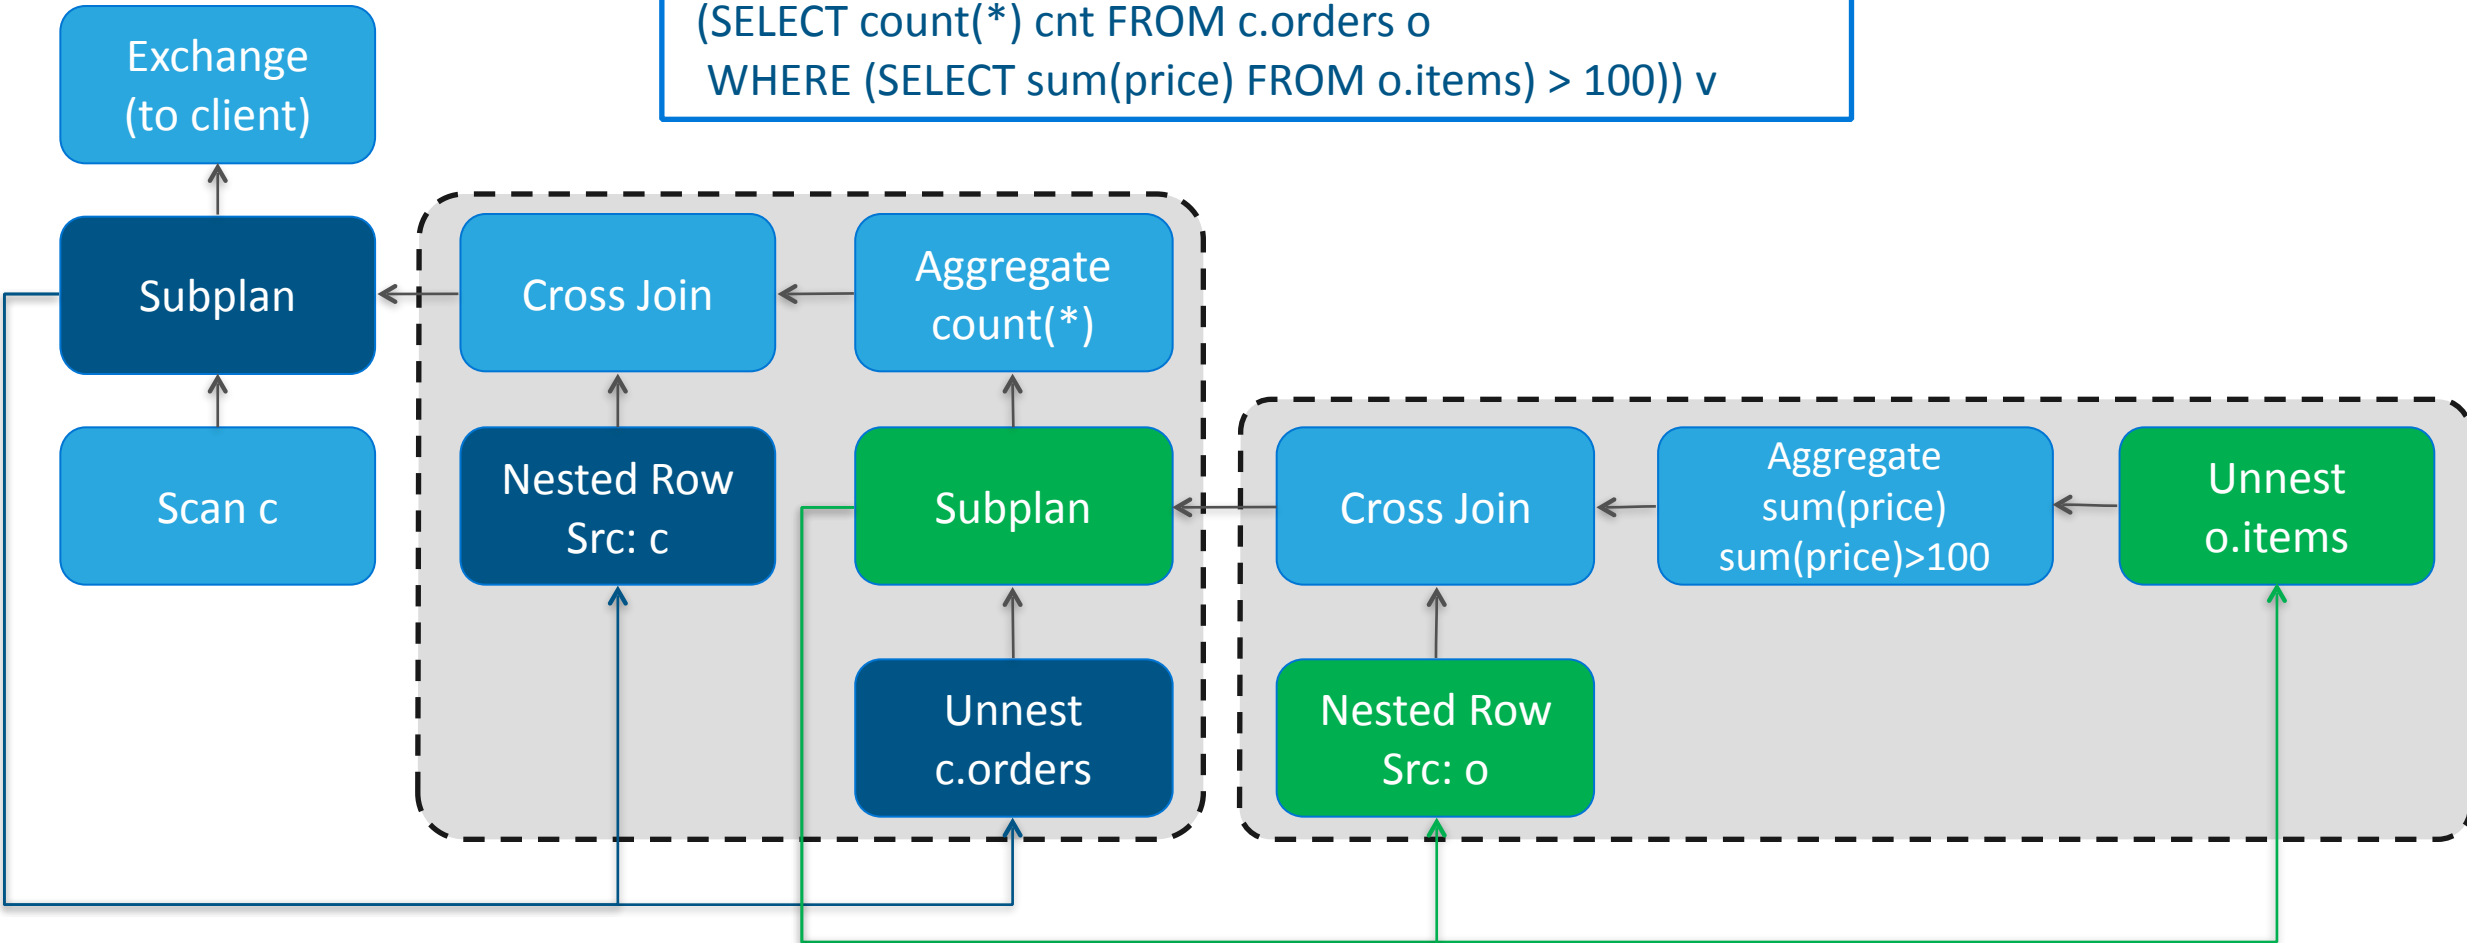 (SELECT count(*) cnt FROM c.orders o
WHERE (SELECT sum(price) FROM o.items) > 100)) v
Exchange
(to client)
Subplan
Cross Join
Aggregate
count(*)
Scan c
Nested Row
Src: c
Subplan
Cross Join
Aggregate
sum(price)
sum(price)>100
Unnest
o.items
Unnest
c.orders
Nested Row
Src: o